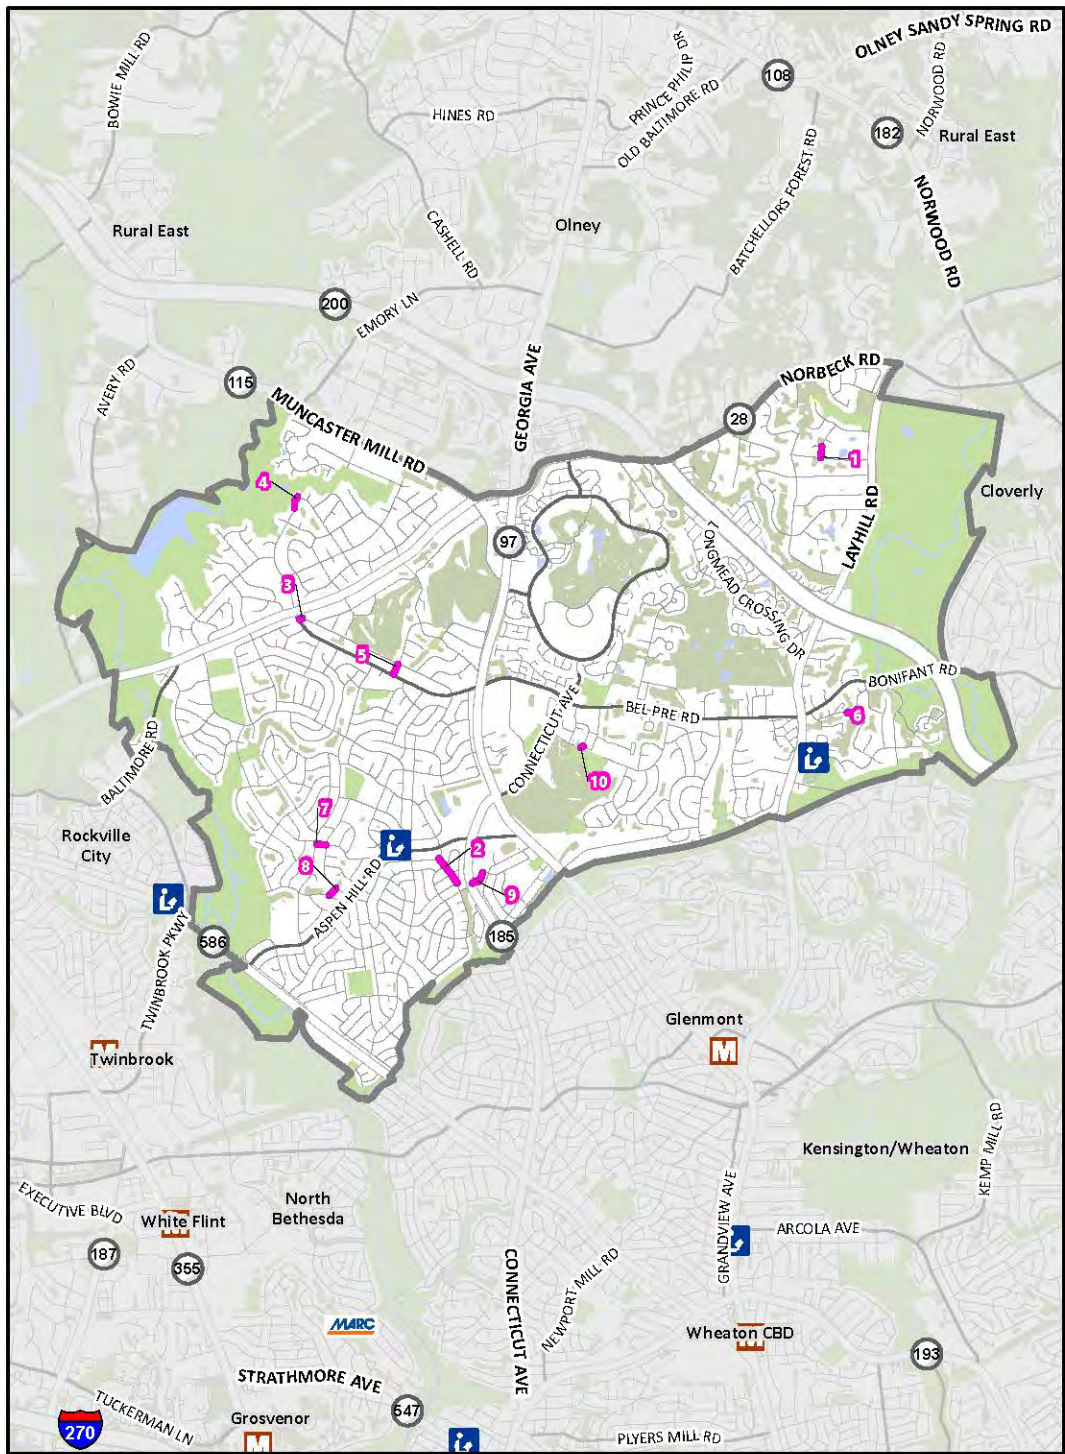 OLNEY SANDY SPRING RD
BOWIE MILL RD
PRINCE PHILIP DR
108
NORWOOD RD
HINES RD
OLD BALTIMORE RD
182
Rural East
BATCHELLORS FOREST RD
NORWOOD RD
Rural East
CASHELL RD
Olney
200
EMORY LN
AVERY RD
115
MUNCASTER MILL RD
GEORGIA AVE
NORBECK RD
28
1
4
LAYHILL RD
Cloverly
97
LONGMEAD CROSSING DR
3
5
BONIFANT RD
CONNECTICUT AVE
BEL PRE RD
6
BALTIMORE RD
10
7
Rockville
City
2
8
ASPEN HILL RD
9
586
185
TWINBROOK PKWY
Glenmont
M
M
Twinbrook
KEMP MILL RD
Kensington/Wheaton
EXECUTIVE BLVD
North
Bethesda
White Flint
M
GRANDVIEW AVE
ARCOLA AVE
187
355
CONNECTICUT AVE
NEWPORT MILL RD
MARC
Wheaton CBD
M
193
STRATHMORE AVE
TUCKERMAN LN
547
270
Grosvenor
M
PLYERS MILL RD